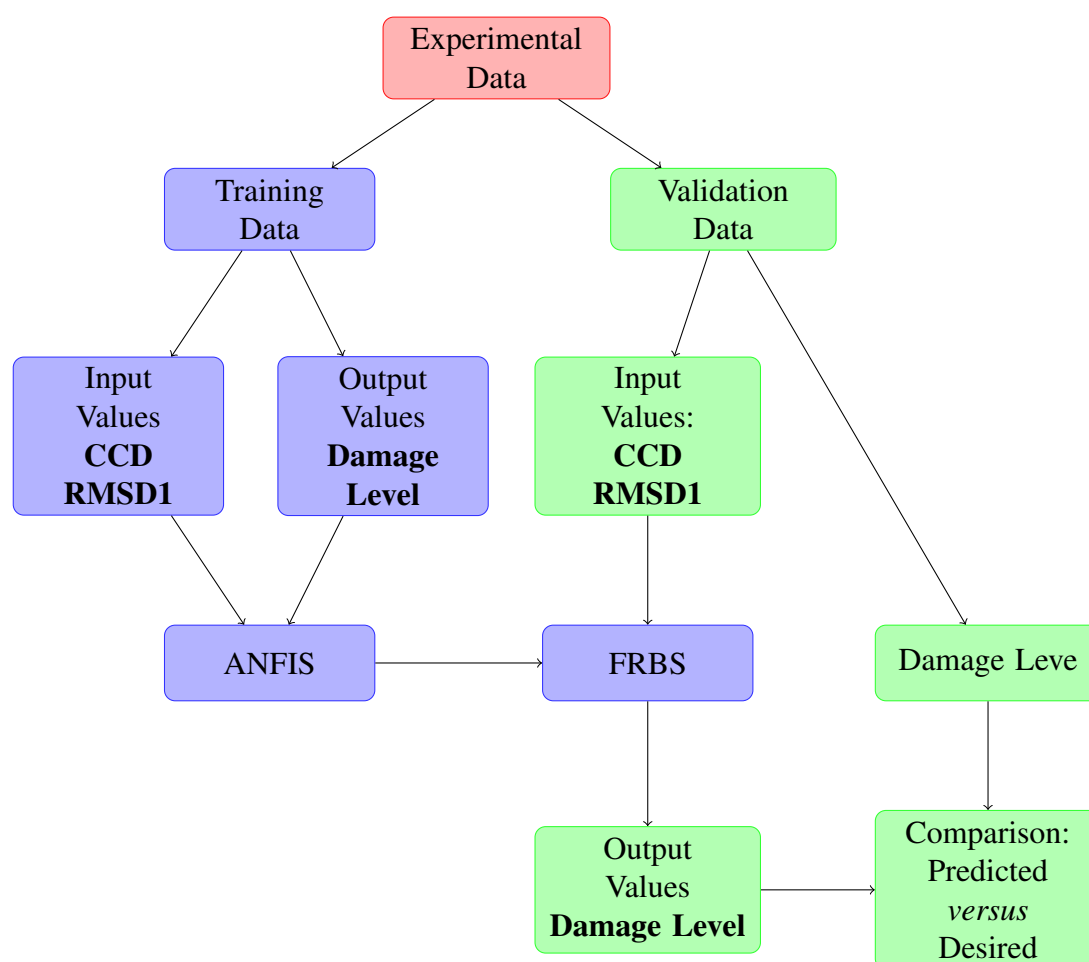 Experimental
Data
Training
Data
Validation
Data
Input
Values
CCD
RMSD1
Output
Values
Damage
Level
Input
Values:
CCD
RMSD1
ANFIS
FRBS
Damage Leve
Output
Values
Damage Level
Comparison:
Predicted
versus
Desired